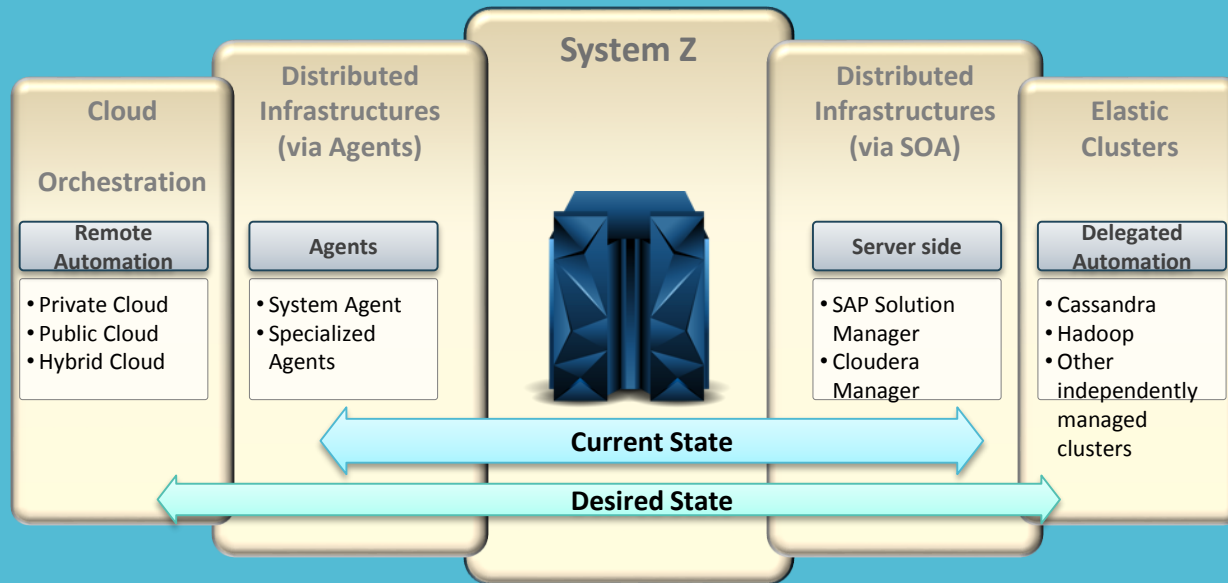 Cloud
Orchestration
Remote
Automation
• Private Cloud
• Public Cloud
• Hybrid Cloud
Distributed
Infrastructures
(via Agents)
Agents
• System Agent
• Specialized
Agents
System Z
Distributed
Infrastructures
(via SOA)
Server side
• SAP Solution
Manager
• Cloudera
Manager
Elastic
Clusters
Delegated
Automation
• Cassandra
• Hadoop
• Other
independently
managed
clusters
Current State
Desired State